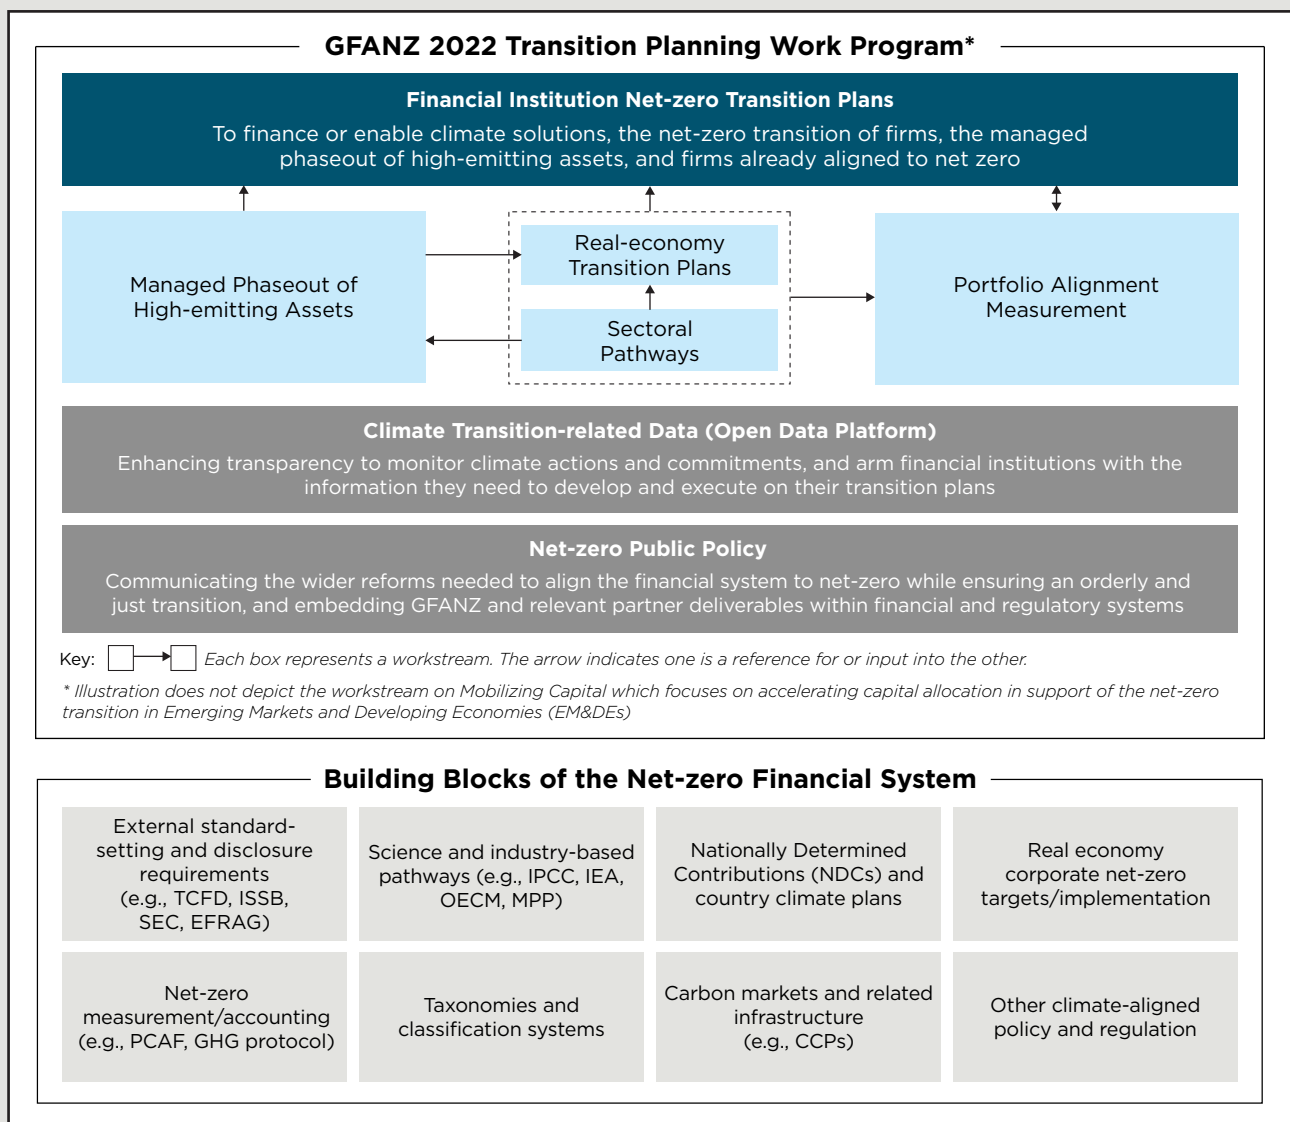 GFANZ 2022 Transition Planning Work Program*
Financial Institution Net-zero Transition Plans
To finance or enable climate solutions, the net-zero transition of firms, the managed
phaseout of high-emitting assets, and firms already aligned to net zero
Managed Phaseout of
High-emitting Assets
Real-economy
Transition Plans
Sectoral
Pathways
Portfolio Alignment
Measurement
Climate Transition-related Data (Open Data Platform)
Enhancing transparency to monitor climate actions and commitments, and arm financial institutions with the
information they need to develop and execute on their transition plans
Net-zero Public Policy
Communicating the wider reforms needed to align the financial system to net-zero while ensuring an orderly and
just transition, and embedding GFANZ and relevant partner deliverables within financial and regulatory systems
Key: Each box represents a workstream. The arrow indicates one is a reference for or input into the other.
* Illustration does not depict the workstream on Mobilizing Capital which focuses on accelerating capital allocation in support of the net-zero
transition in Emerging Markets and Developing Economies (EM&DEs)
Building Blocks of the Net-zero Financial System
External standard-
setting and disclosure
requirements
(e.g., TCFD, ISSB,
SEC, EFRAG)
Science and industry-based
pathways (e.g., IPCC, IEA,
OECM, MPP)
Nationally Determined
Contributions (NDCs) and
country climate plans
Real economy
corporate net-zero
targets/implementation
Net-zero
measurement/accounting
(e.g., PCAF, GHG protocol)
Taxonomies and
classification systems
Carbon markets and related
infrastructure
(e.g., CCPs)
Other climate-aligned
policy and regulation